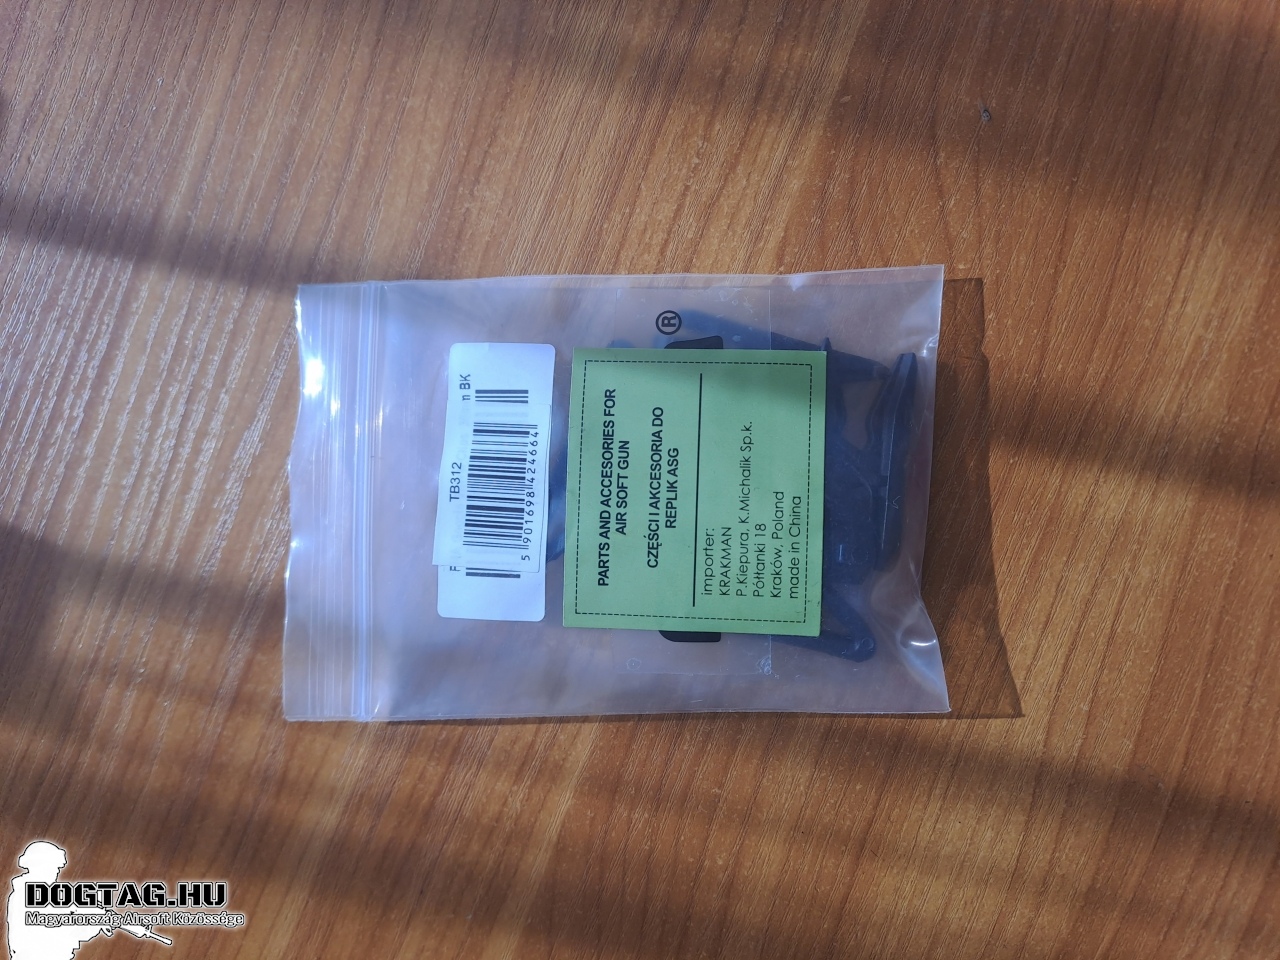 n BK
TB312
F
5 901698 424664
®
PARTS AND ACCESORIES FOR
AIR SOFT GUN
CZĘŚCI I AKCESORIA DO
REPLIK ASG
importer:
KRAKMAN
P.Kiepura, K.Michalik Sp.k.
Półłanki 18
Kraków, Poland
made in China
DOGTAG.HU
Magyarország Airsoft Közössége